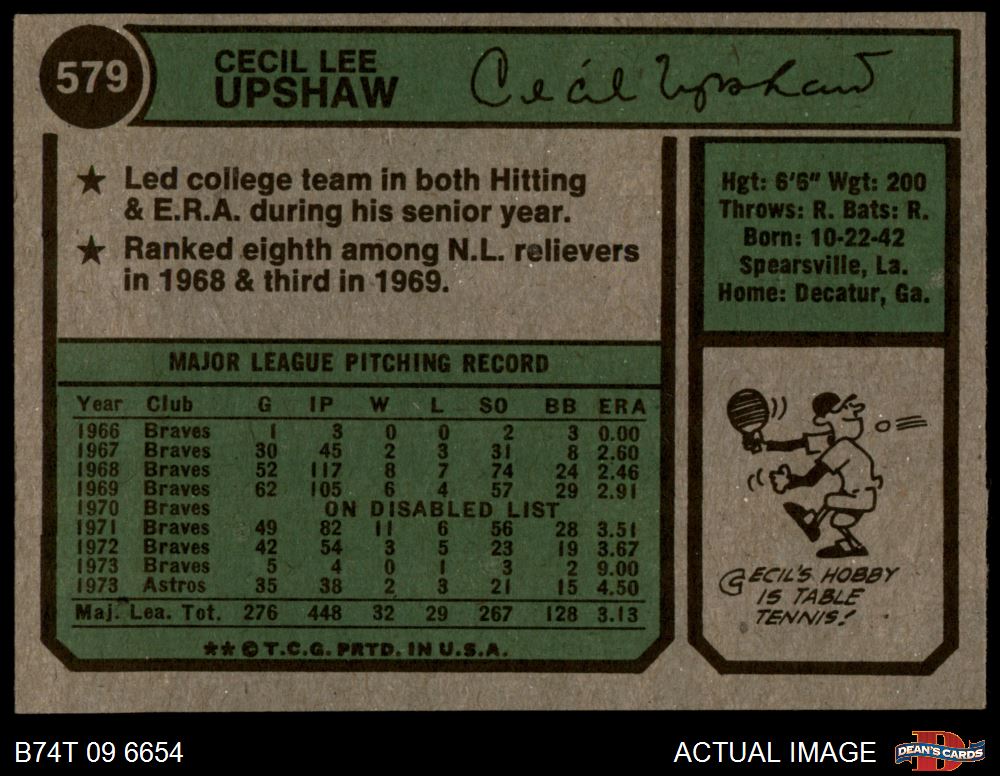 579
CECIL LEE
UPSHAW
Cecil Upshaw
★ Led college team in both Hitting
& E.R.A. during his senior year.
★ Ranked eighth among N.L. relievers
in 1968 & third in 1969.
Hgt: 6'6" Wgt: 200
Throws: R. Bats: R.
Born: 10-22-42
Spearsville, La.
Home: Decatur, Ga.
MAJOR LEAGUE PITCHING RECORD
Year Club G IP W L SO BB ERA
1966 Braves 1 3 0 0 2 3 0.00
1967 Braves 30 45 2 3 31 8 2.60
1968 Braves 52 117 8 7 74 24 2.46
1969 Braves 62 105 6 4 57 29 2.91
1970 Braves ON DISABLED LIST
1971 Braves 49 82 11 6 56 28 3.51
1972 Braves 42 54 3 5 23 19 3.67
1973 Braves 5 4 0 1 3 2 9.00
1973 Astros 35 38 2 3 21 15 4.50
Maj. Lea. Tot. 276 448 32 29 267 128 3.13
** © T.C.G. PRTD. IN U.S.A.
CECIL'S HOBBY
IS TABLE
TENNIS!
B74T 09 6654
ACTUAL IMAGE
DEAN'S CARDS